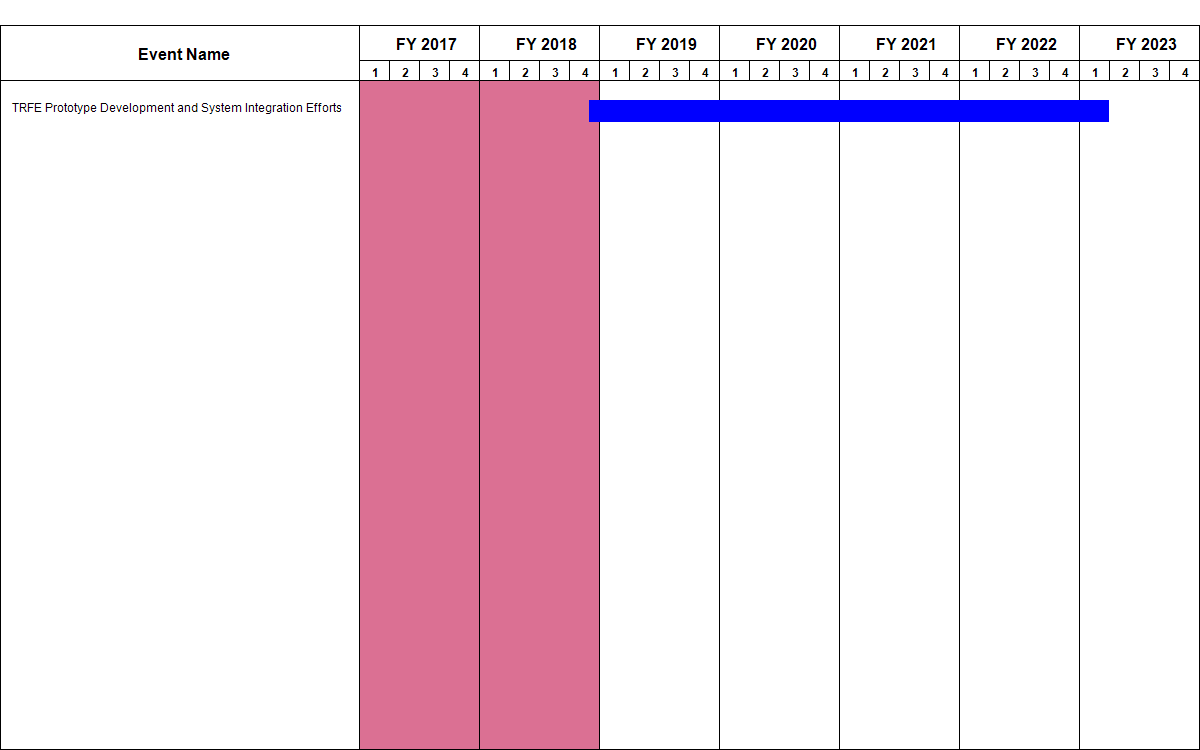 Event Name
FY 2017 FY 2018 FY 2019 FY 2020 FY 2021 FY 2022 FY 2023
1 2 3 4 1 2 3 4 1 2 3 4 1 2 3 4 1 2 3 4 1 2 3 4 1 2 3 4
TRFE Prototype Development and System Integration Efforts